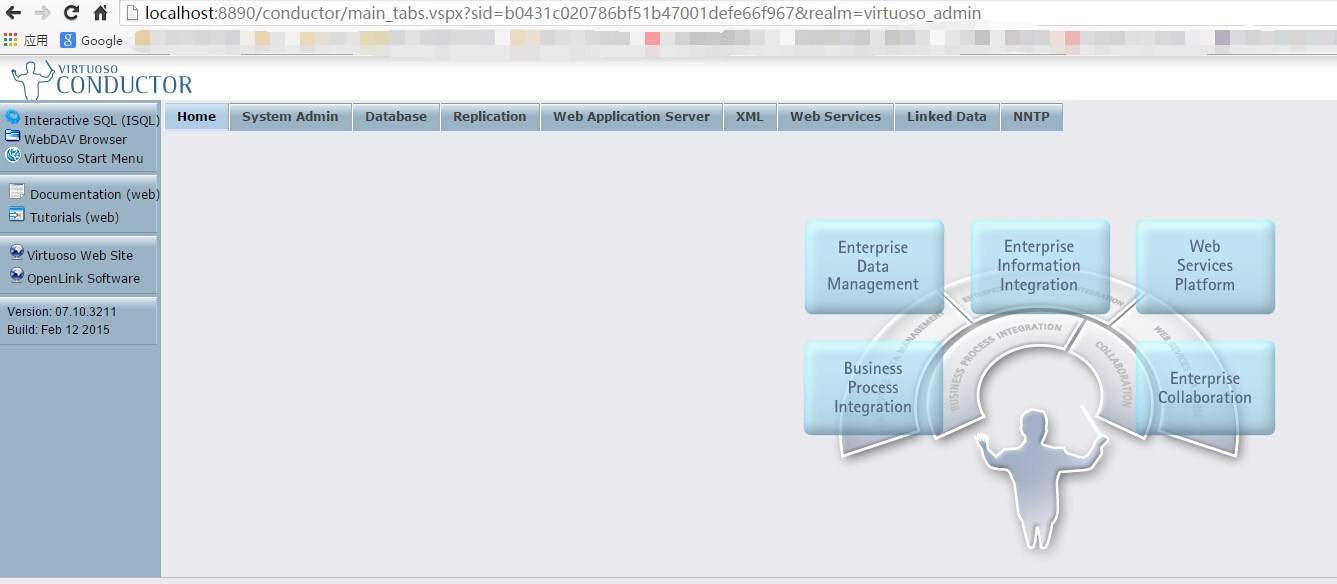 localhost:8890/conductor/main_tabs.vspx?sid=b0431c020786bf51b47001defe66f967&realm=virtuoso_admin
应用 Google
VIRTUOSO
CONDUCTOR
Interactive SQL (ISQL)
WebDAV Browser
Virtuoso Start Menu
Documentation (web)
Tutorials (web)
Virtuoso Web Site
OpenLink Software
Version: 07.10.3211
Build: Feb 12 2015
Home System Admin Database Replication Web Application Server XML Web Services Linked Data NNTP
Enterprise
Data
Management
Enterprise
Information
Integration
Web
Services
Platform
Business
Process
Integration
Enterprise
Collaboration
BUSINESS PROCESS INTEGRATION
COLLABORATION